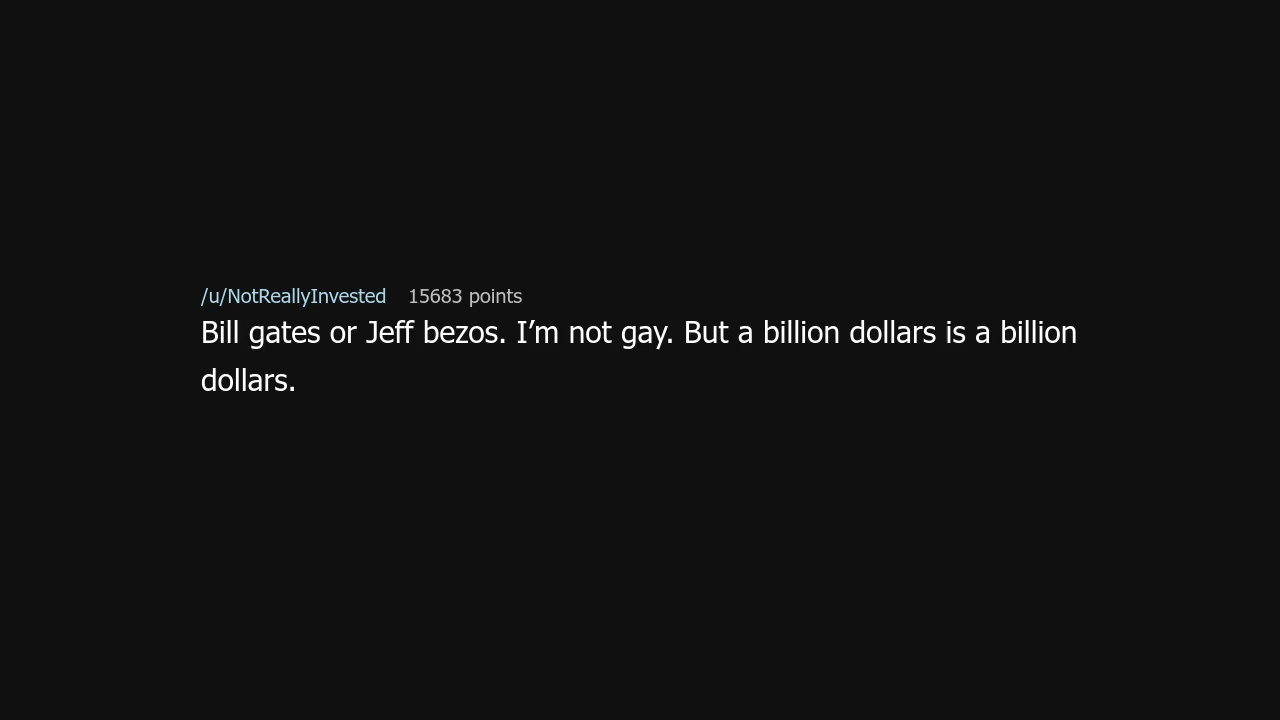 /u/NotReallyInvested 15683 points
Bill gates or Jeff bezos. I’m not gay. But a billion dollars is a billion
dollars.